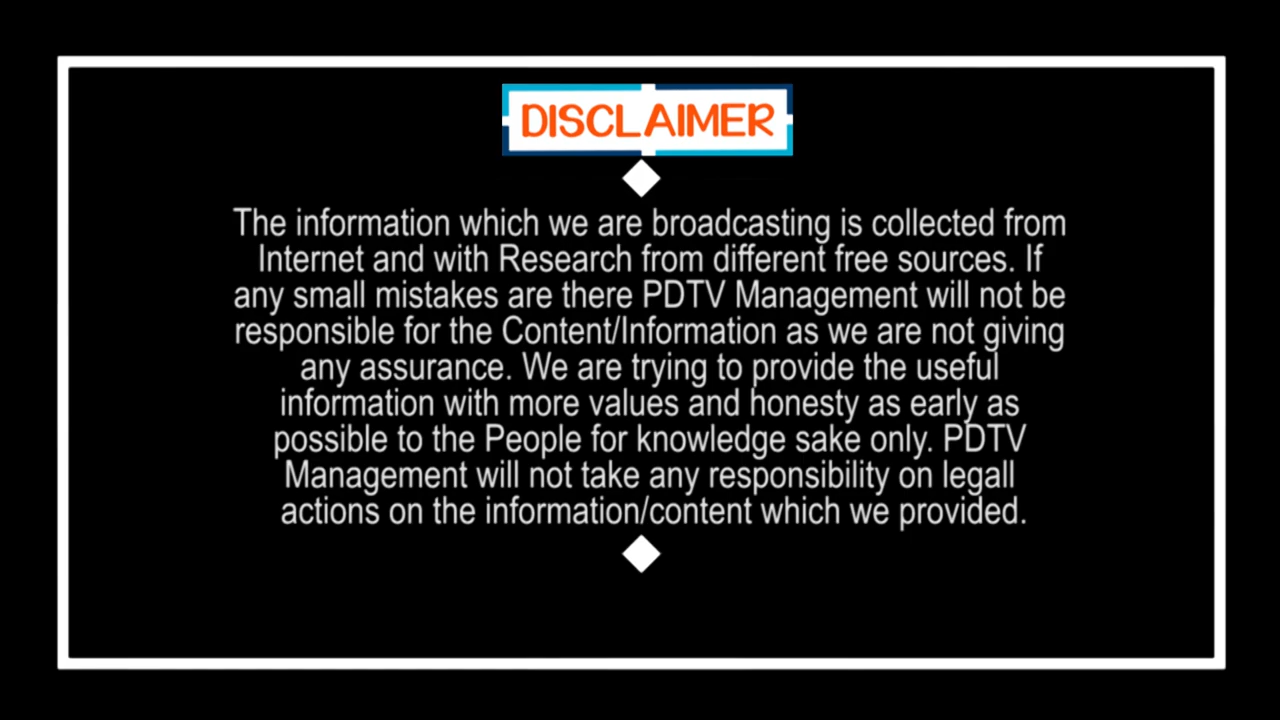 DISCLAIMER
The information which we are broadcasting is collected from
Internet and with Research from different free sources. If
any small mistakes are there PDTV Management will not be
responsible for the Content/Information as we are not giving
any assurance. We are trying to provide the useful
information with more values and honesty as early as
possible to the People for knowledge sake only. PDTV
Management will not take any responsibility on legall
actions on the information/content which we provided.